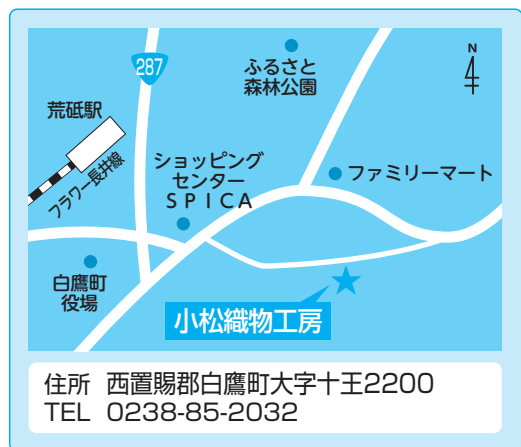 N
287
ふるさと
森林公園
荒砥駅
フラワー長井線
ショッピング
センター
ＳＰＩＣＡ
ファミリーマート
白鷹町
役場
小松織物工房
住所 西置賜郡白鷹町大字十王2200
TEL 0238-85-2032